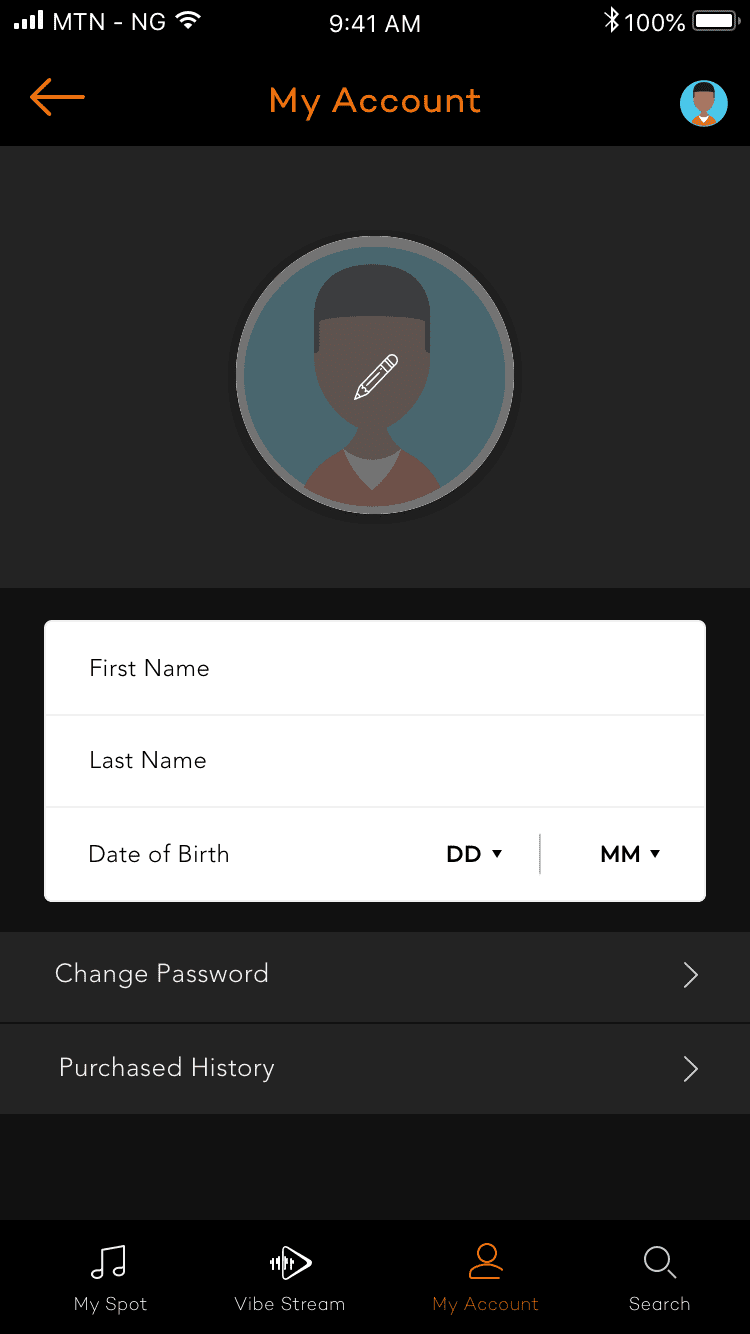 MTN - NG 9:41 AM 100%
My Account
First Name
Last Name
Date of Birth DD MM
Change Password
Purchased History
My Spot Vibe Stream My Account Search